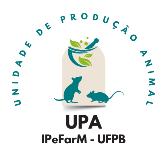 UNIDADE DE PRODUÇÃO ANIMAL
UPA
IPeFarM - UFPB